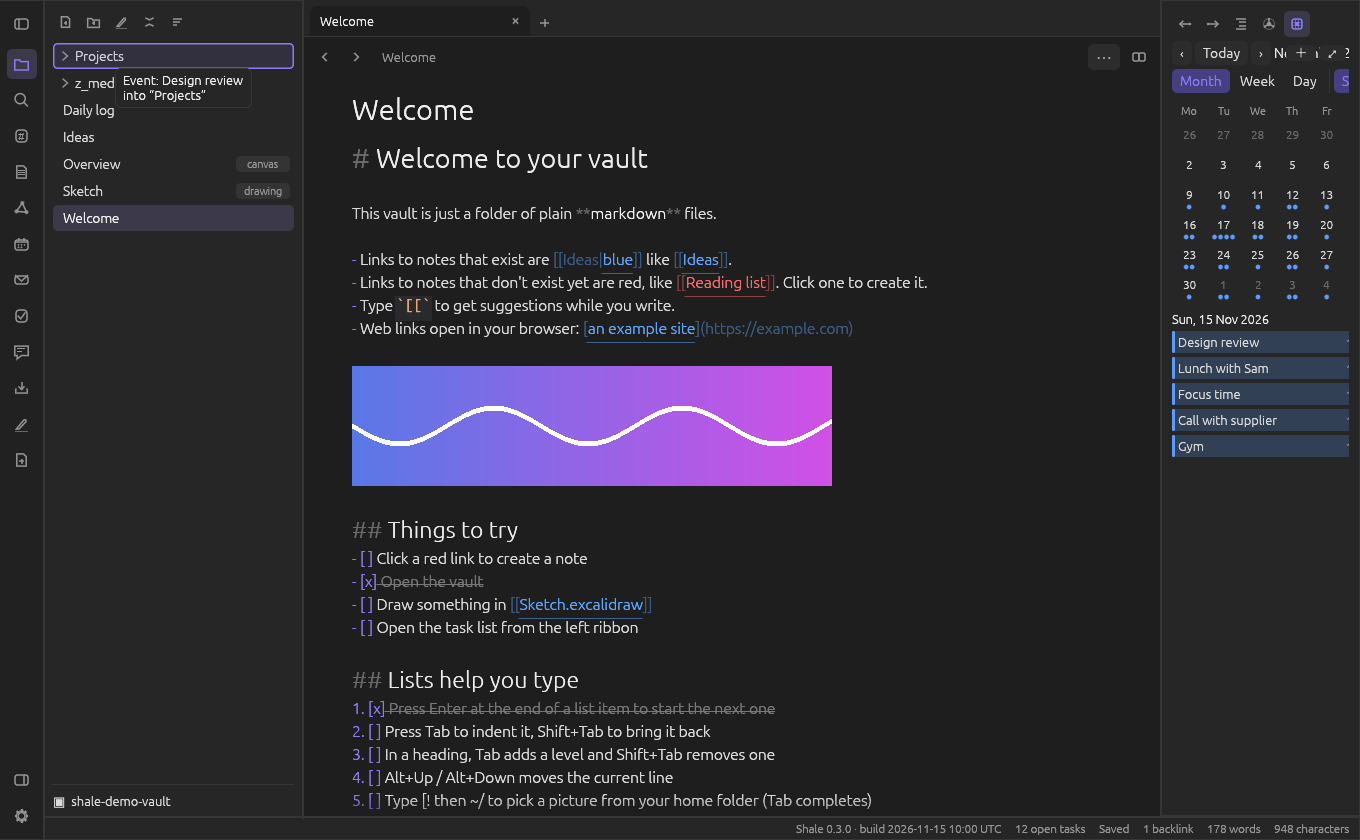 Projects
z_med
Event: Design review
into “Projects”
Daily log
Ideas
Overview
canvas
Sketch
drawing
Welcome
shale-demo-vault
Welcome ×
Welcome
Welcome
# Welcome to your vault
This vault is just a folder of plain **markdown** files.
- Links to notes that exist are [[Ideas|blue]] like [[Ideas]].
- Links to notes that don't exist yet are red, like [[Reading list]]. Click one to create it.
- Type `[[` to get suggestions while you write.
- Web links open in your browser: [an example site](https://example.com)
## Things to try
- [ ] Click a red link to create a note
- [x] Open the vault
- [ ] Draw something in [[Sketch.excalidraw]]
- [ ] Open the task list from the left ribbon
## Lists help you type
1. [x] Press Enter at the end of a list item to start the next one
2. [ ] Press Tab to indent it, Shift+Tab to bring it back
3. [ ] In a heading, Tab adds a level and Shift+Tab removes one
4. [ ] Alt+Up / Alt+Down moves the current line
5. [ ] Type [! then ~/ to pick a picture from your home folder (Tab completes)
‹ Today ›
Month Week Day S
Mo Tu We Th Fr
26 27 28 29 30
2 3 4 5 6
9 10 11 12 13
16 17 18 19 20
23 24 25 26 27
30 1 2 3 4
Sun, 15 Nov 2026
Design review
Lunch with Sam
Focus time
Call with supplier
Gym
Shale 0.3.0 · build 2026-11-15 10:00 UTC 12 open tasks Saved 1 backlink 178 words 948 characters